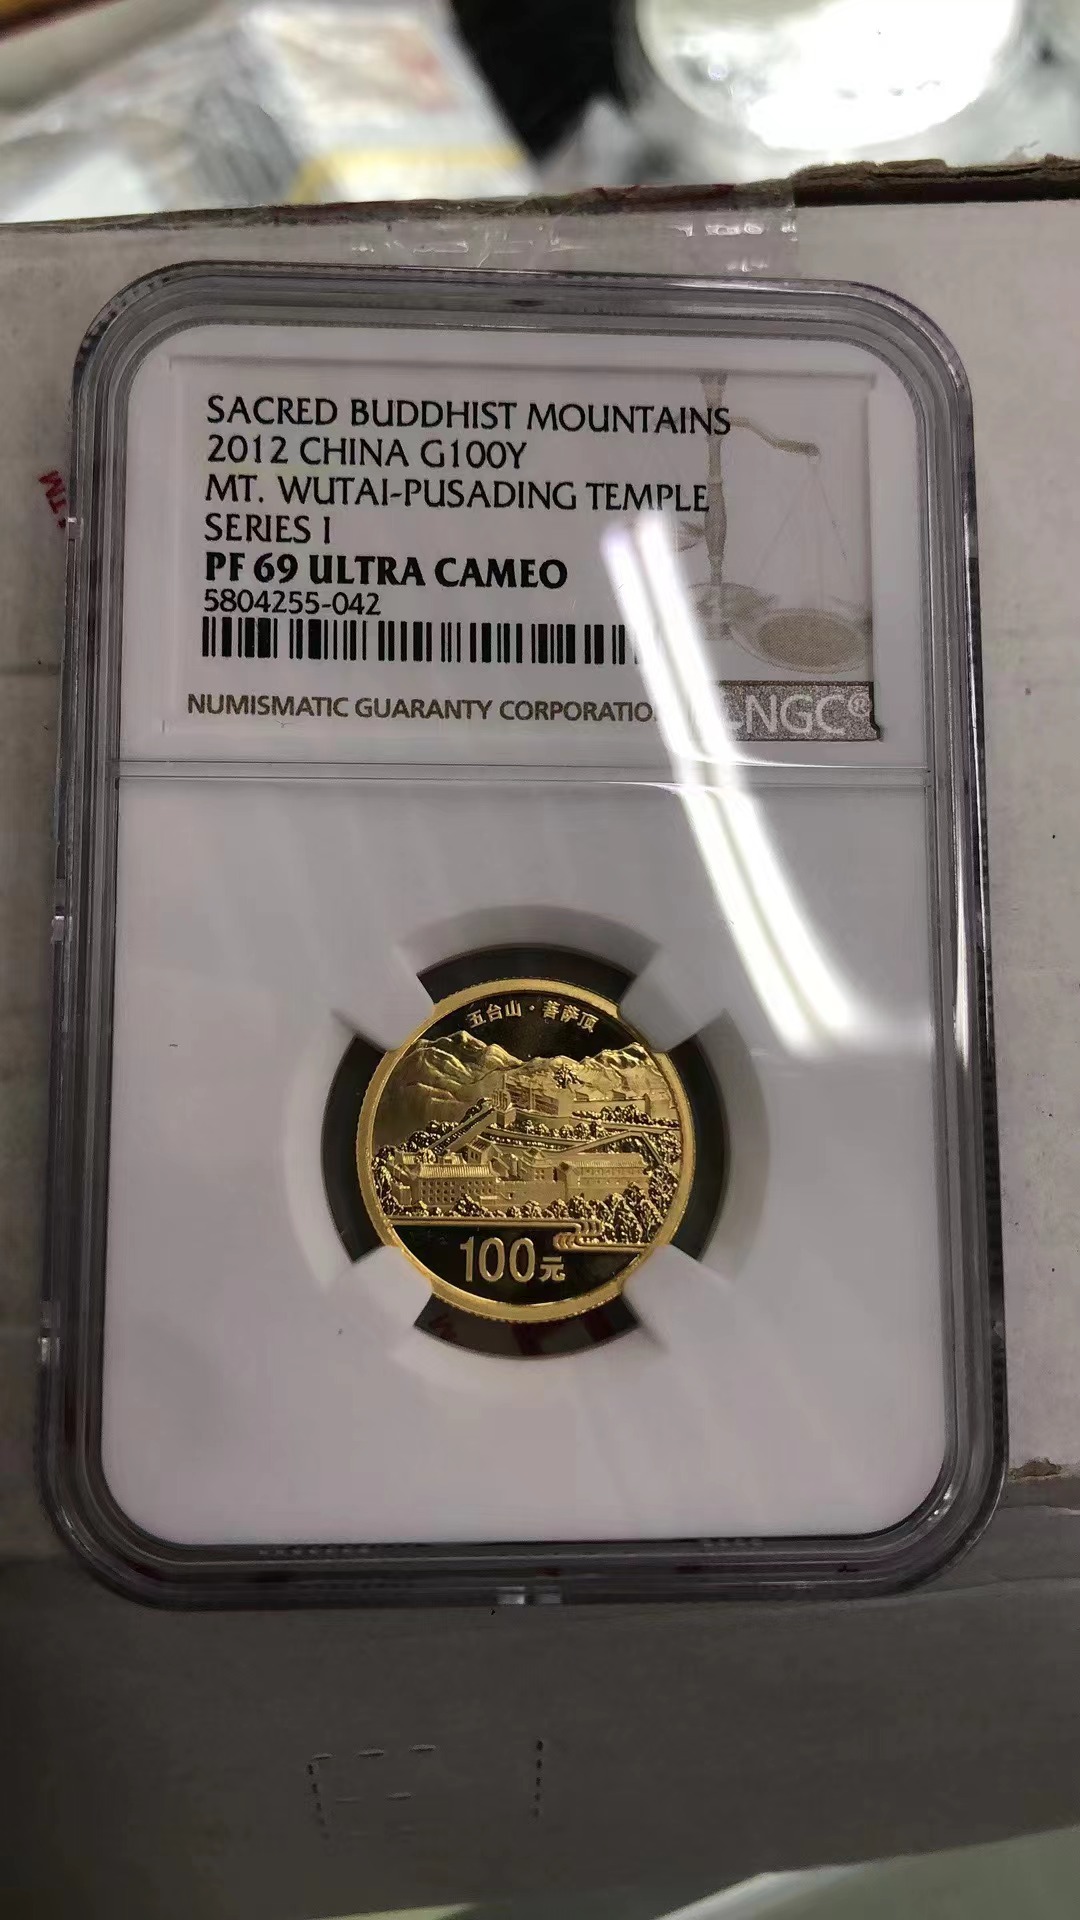 SACRED BUDDHIST MOUNTAINS
2012 CHINA G100Y
MT. WUTAI-PUSADING TEMPLE
SERIES I
PF 69 ULTRA CAMEO
5804255-042
NUMISMATIC GUARANTY CORPORATIO
NGC®
五台山·菩萨顶
100元
TM